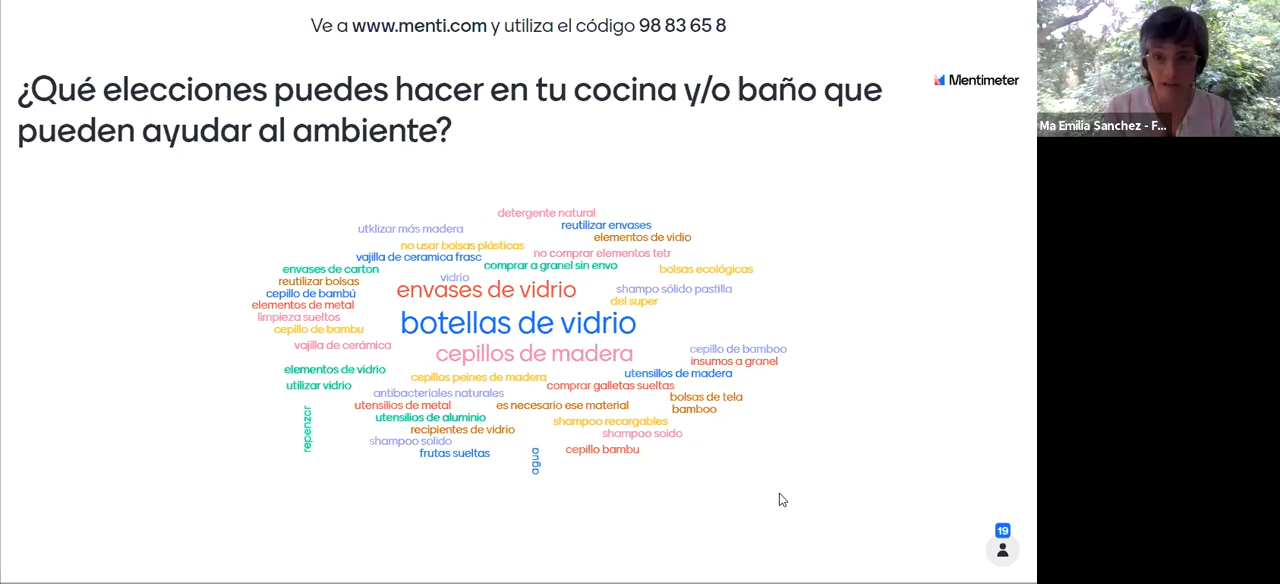 Ve a www.menti.com y utiliza el código 98 83 65 8
¿Qué elecciones puedes hacer en tu cocina y/o baño que
pueden ayudar al ambiente?
Mentimeter
Ma Emilia Sanchez - F...
detergente natural
utklizar más madera
reutilizar envases
elementos de vidio
no usar bolsas plásticas
no comprar elementos tetr
vajilla de ceramica frasc
comprar a granel sin envo
envases de carton
bolsas ecológicas
vidrio
reutilizar bolsas
envases de vidrio
shampo sólido pastilla
cepillo de bambú
del super
elementos de metal
limpieza sueltos
botellas de vidrio
cepillo de bambu
vajilla de cerámica
cepillos de madera
cepillo de bamboo
insumos a granel
elementos de vidrio
utensillos de madera
cepillos peines de madera
utilizar vidrio
comprar galletas sueltas
antibacteriales naturales
bolsas de tela
utensilios de metal
es necesario ese material
bamboo
utensilios de aluminio
shampoo recargables
repenzar
recipientes de vidrio
shampoo soido
shampoo solido
frutas sueltas
agua
cepillo bambu
19